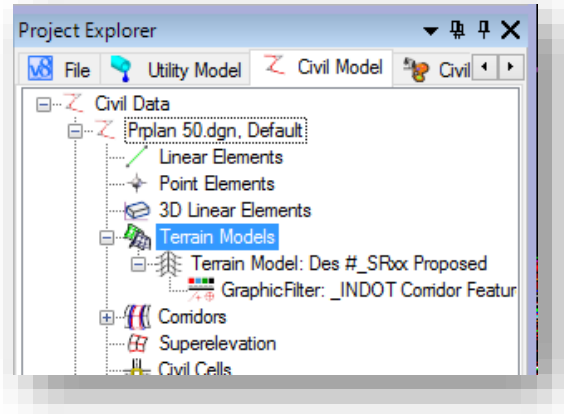 Project Explorer
v8 File Utility Model Civil Model Civil
Civil Data
Prplan 50.dgn, Default
Linear Elements
Point Elements
3D Linear Elements
Terrain Models
Terrain Model: Des #_SRxx Proposed
GraphicFilter: _INDOT Corridor Featur
Corridors
Superelevation
Civil Cells